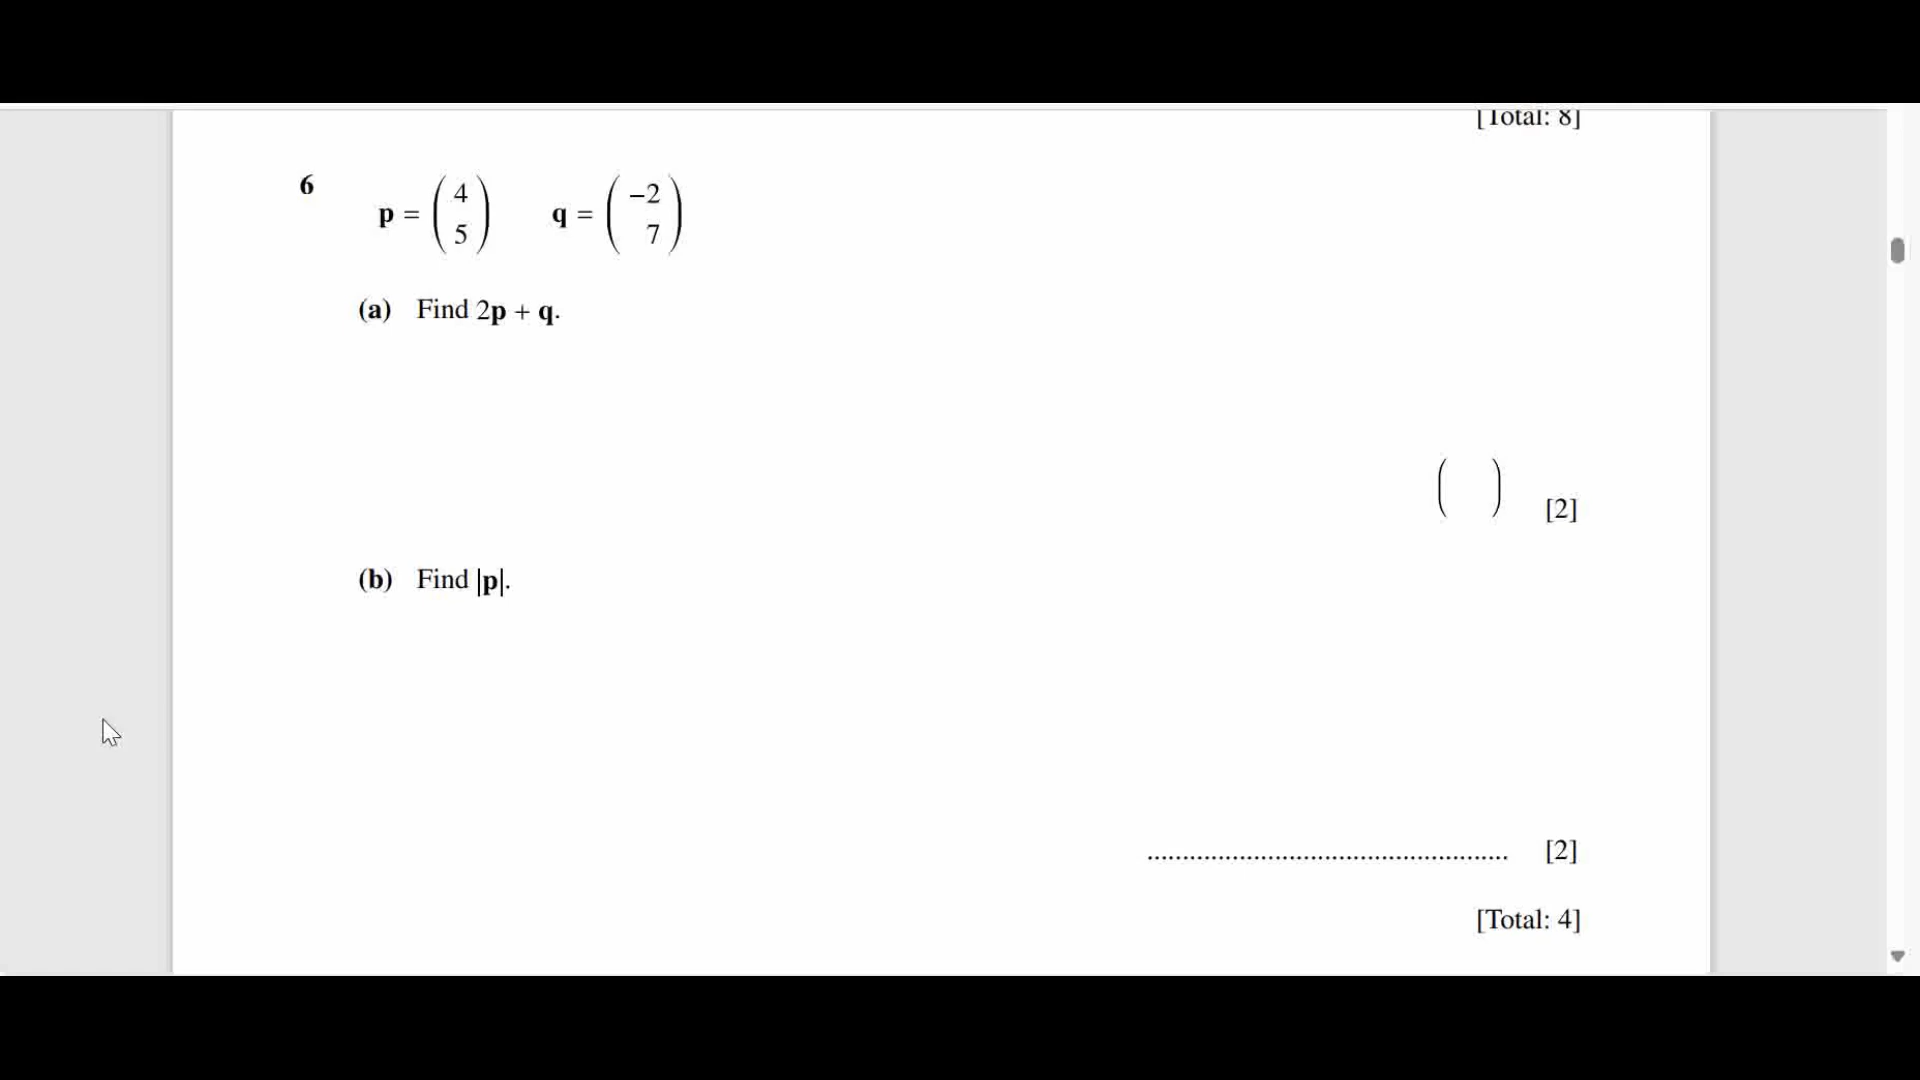 [Total: 8]
6
p = ( 4 5 ) q = ( −2 7 )
(a) Find 2p + q.
( ) [2]
(b) Find |p|.
................................................... [2]
[Total: 4]